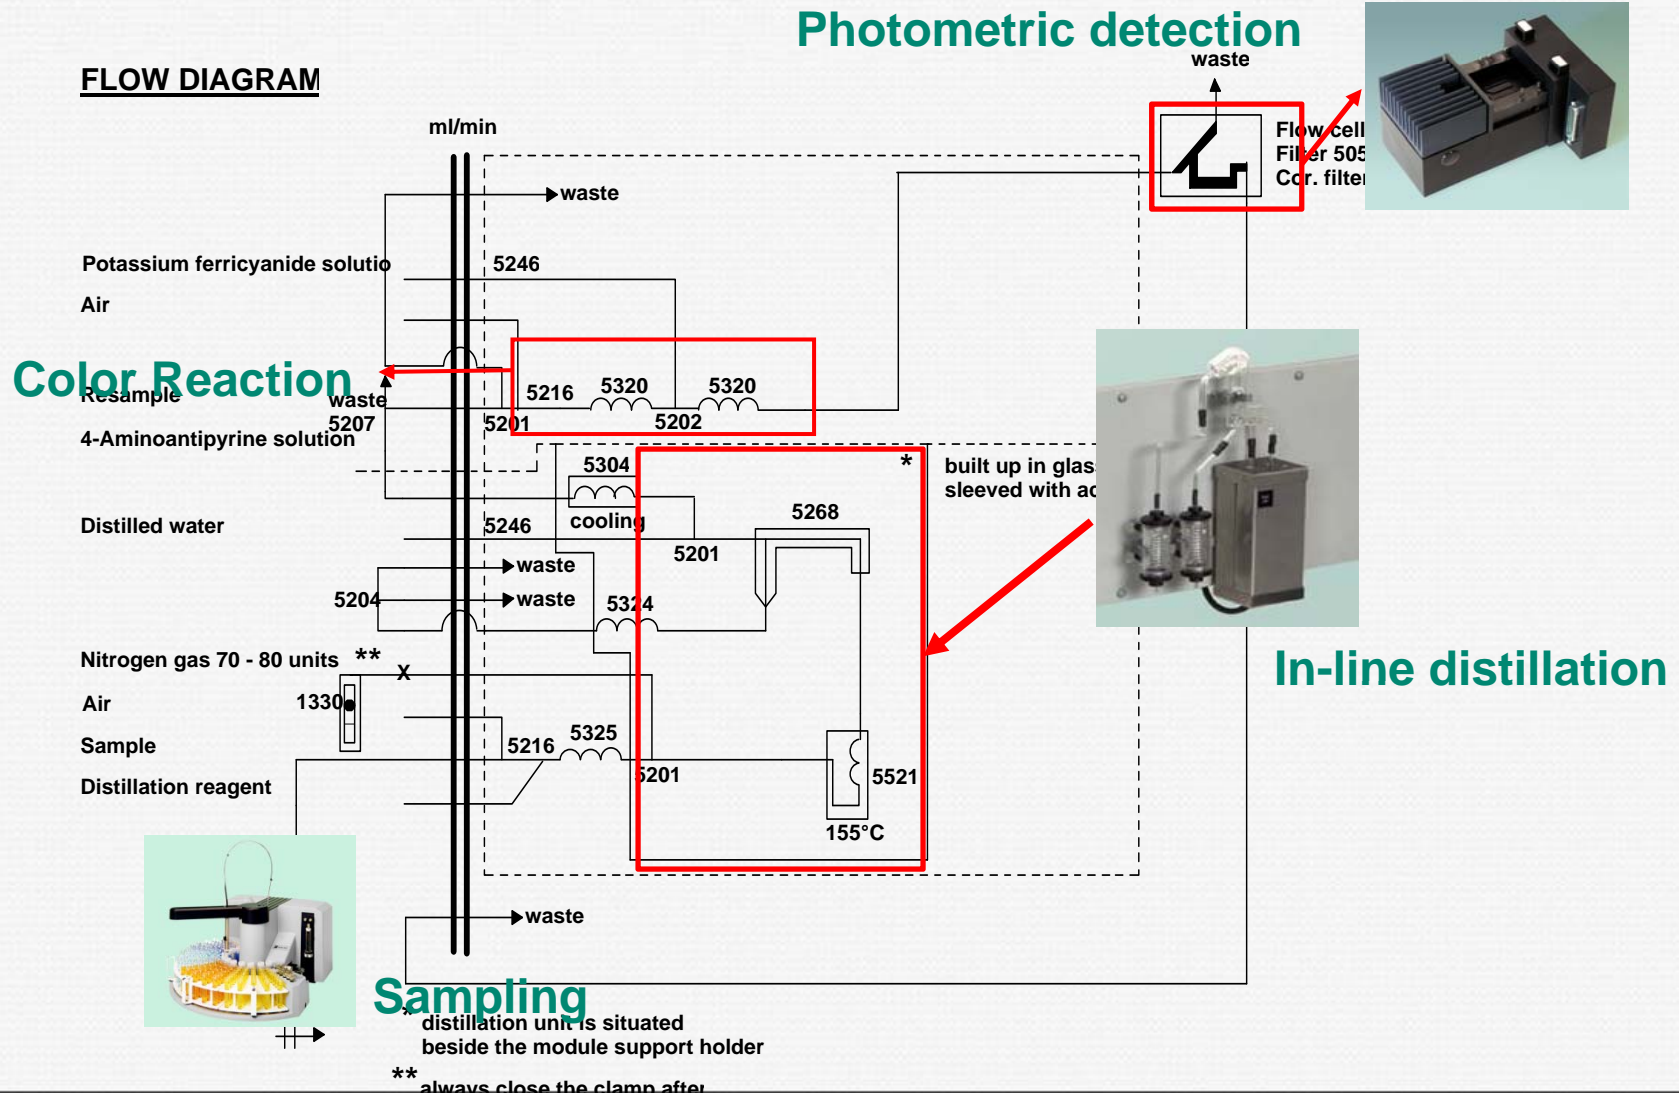 Photometric detection
waste
FLOW DIAGRAM
ml/min
Flow cell
Filter 505
Cor. filter
waste
Potassium ferricyanide solutio
5246
Air
Color Reaction
Resample
waste
5207
5216
5320
5320
5201
5202
4-Aminoantipyrine solution
5304
*
built up in glas
sleeved with ac
cooling
5268
Distilled water
5246
5201
waste
waste
5204
5324
Nitrogen gas 70 - 80 units **
X
In-line distillation
Air
1330
Sample
5216
5325
5201
5521
Distillation reagent
155°C
waste
Sampling
* distillation unit is situated
beside the module support holder
** always close the clamp after